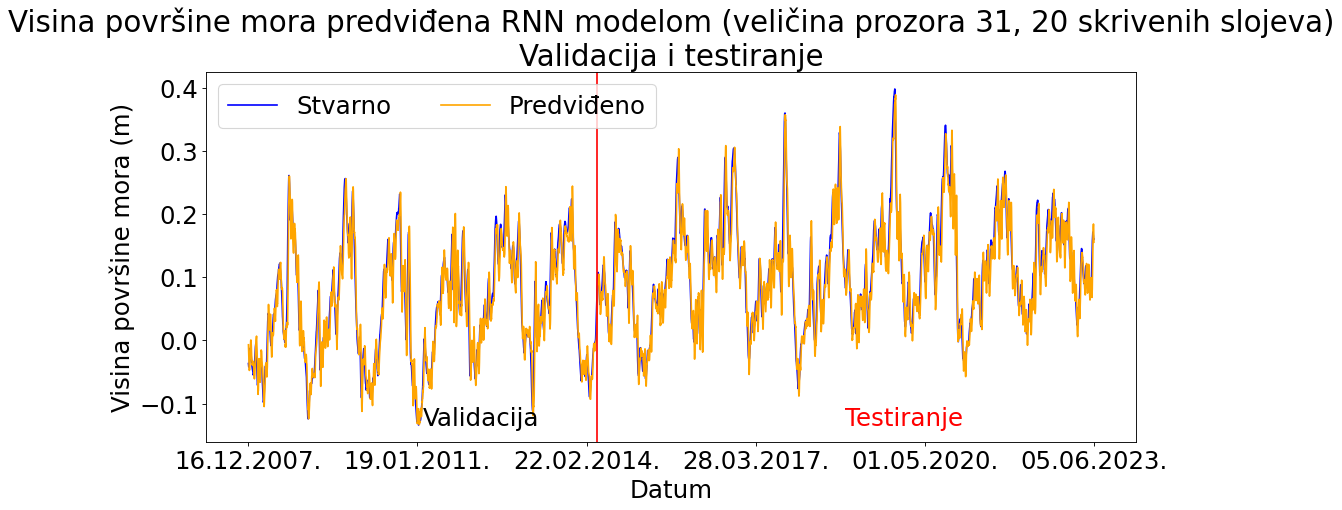 Visina površine mora predviđena RNN modelom (veličina prozora 31, 20 skrivenih slojeva)
Validacija i testiranje
Stvarno
Predviđeno
Visina površine mora (m)
0.4
0.3
0.2
0.1
0.0
−0.1
Validacija
Testiranje
16.12.2007.
19.01.2011.
22.02.2014.
28.03.2017.
01.05.2020.
05.06.2023.
Datum